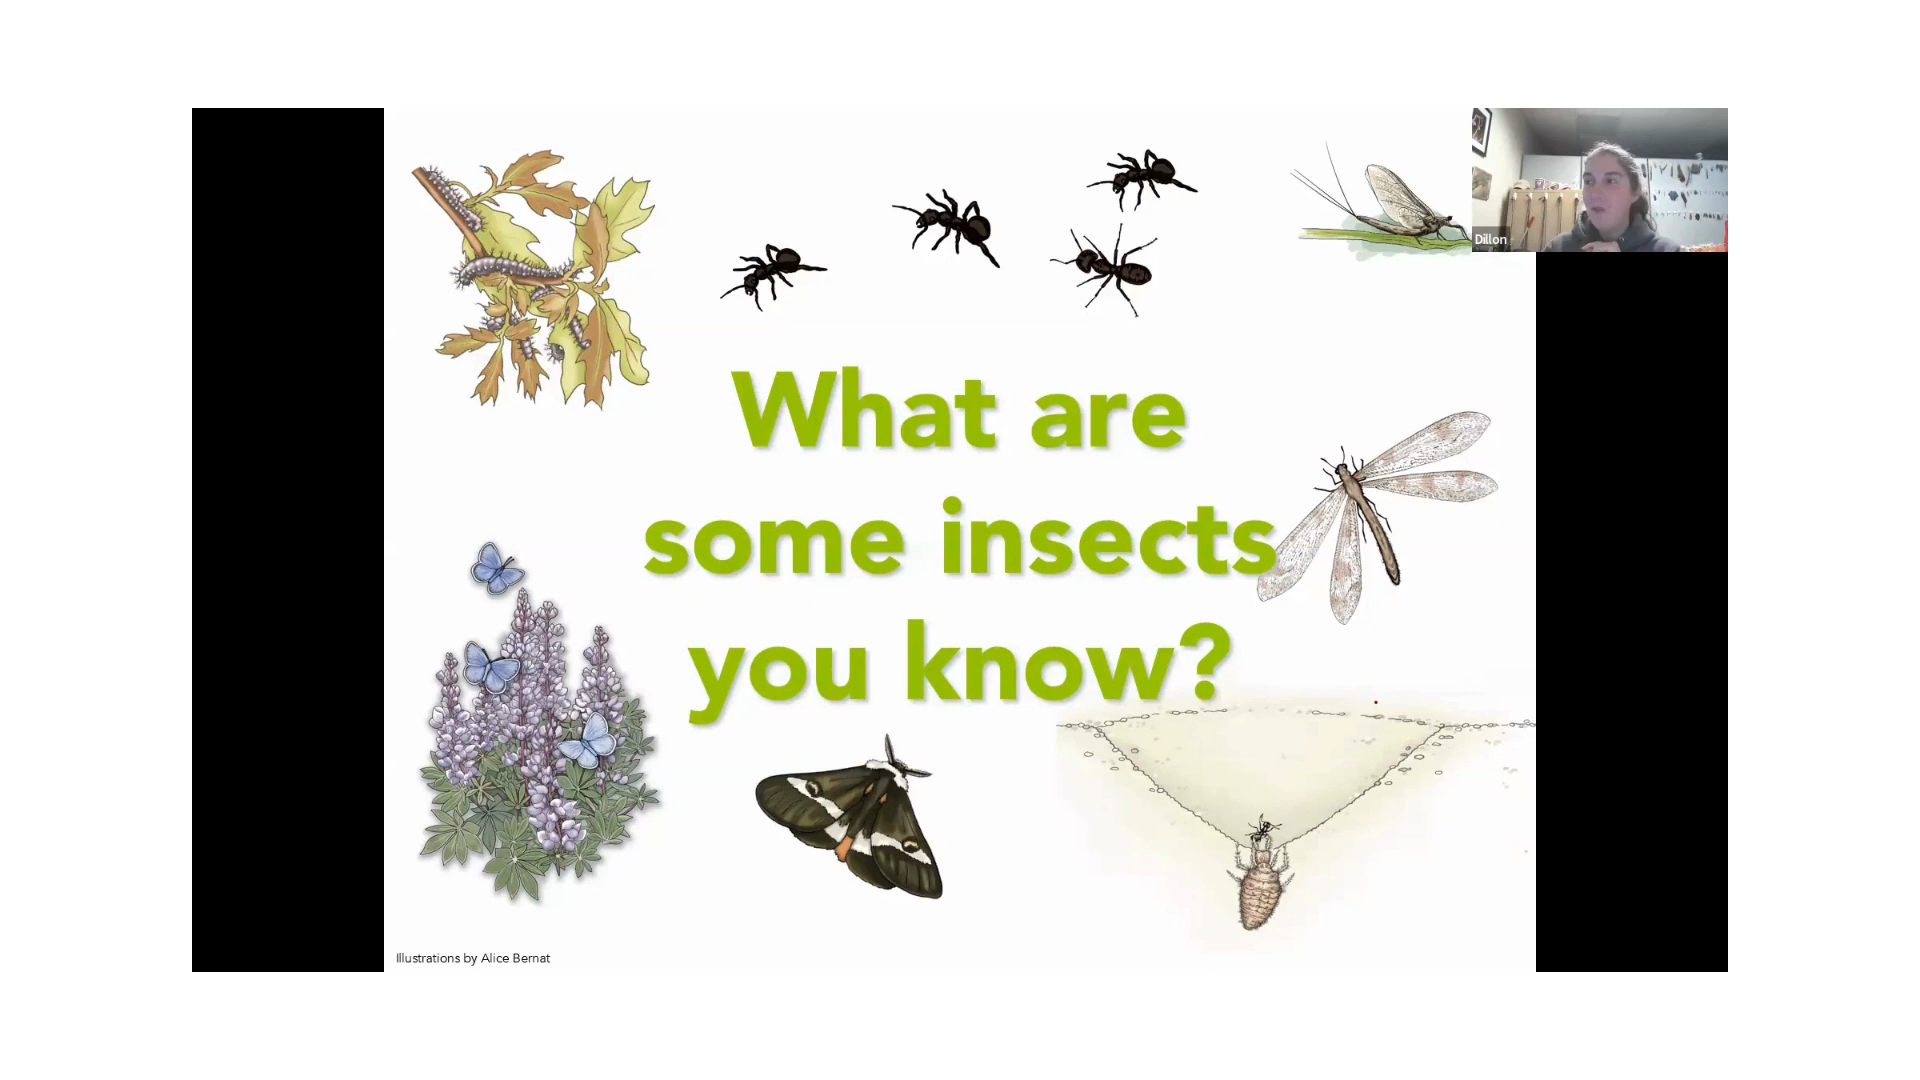 Dillon
What are
some insects
you know?
Illustrations by Alice Bernat